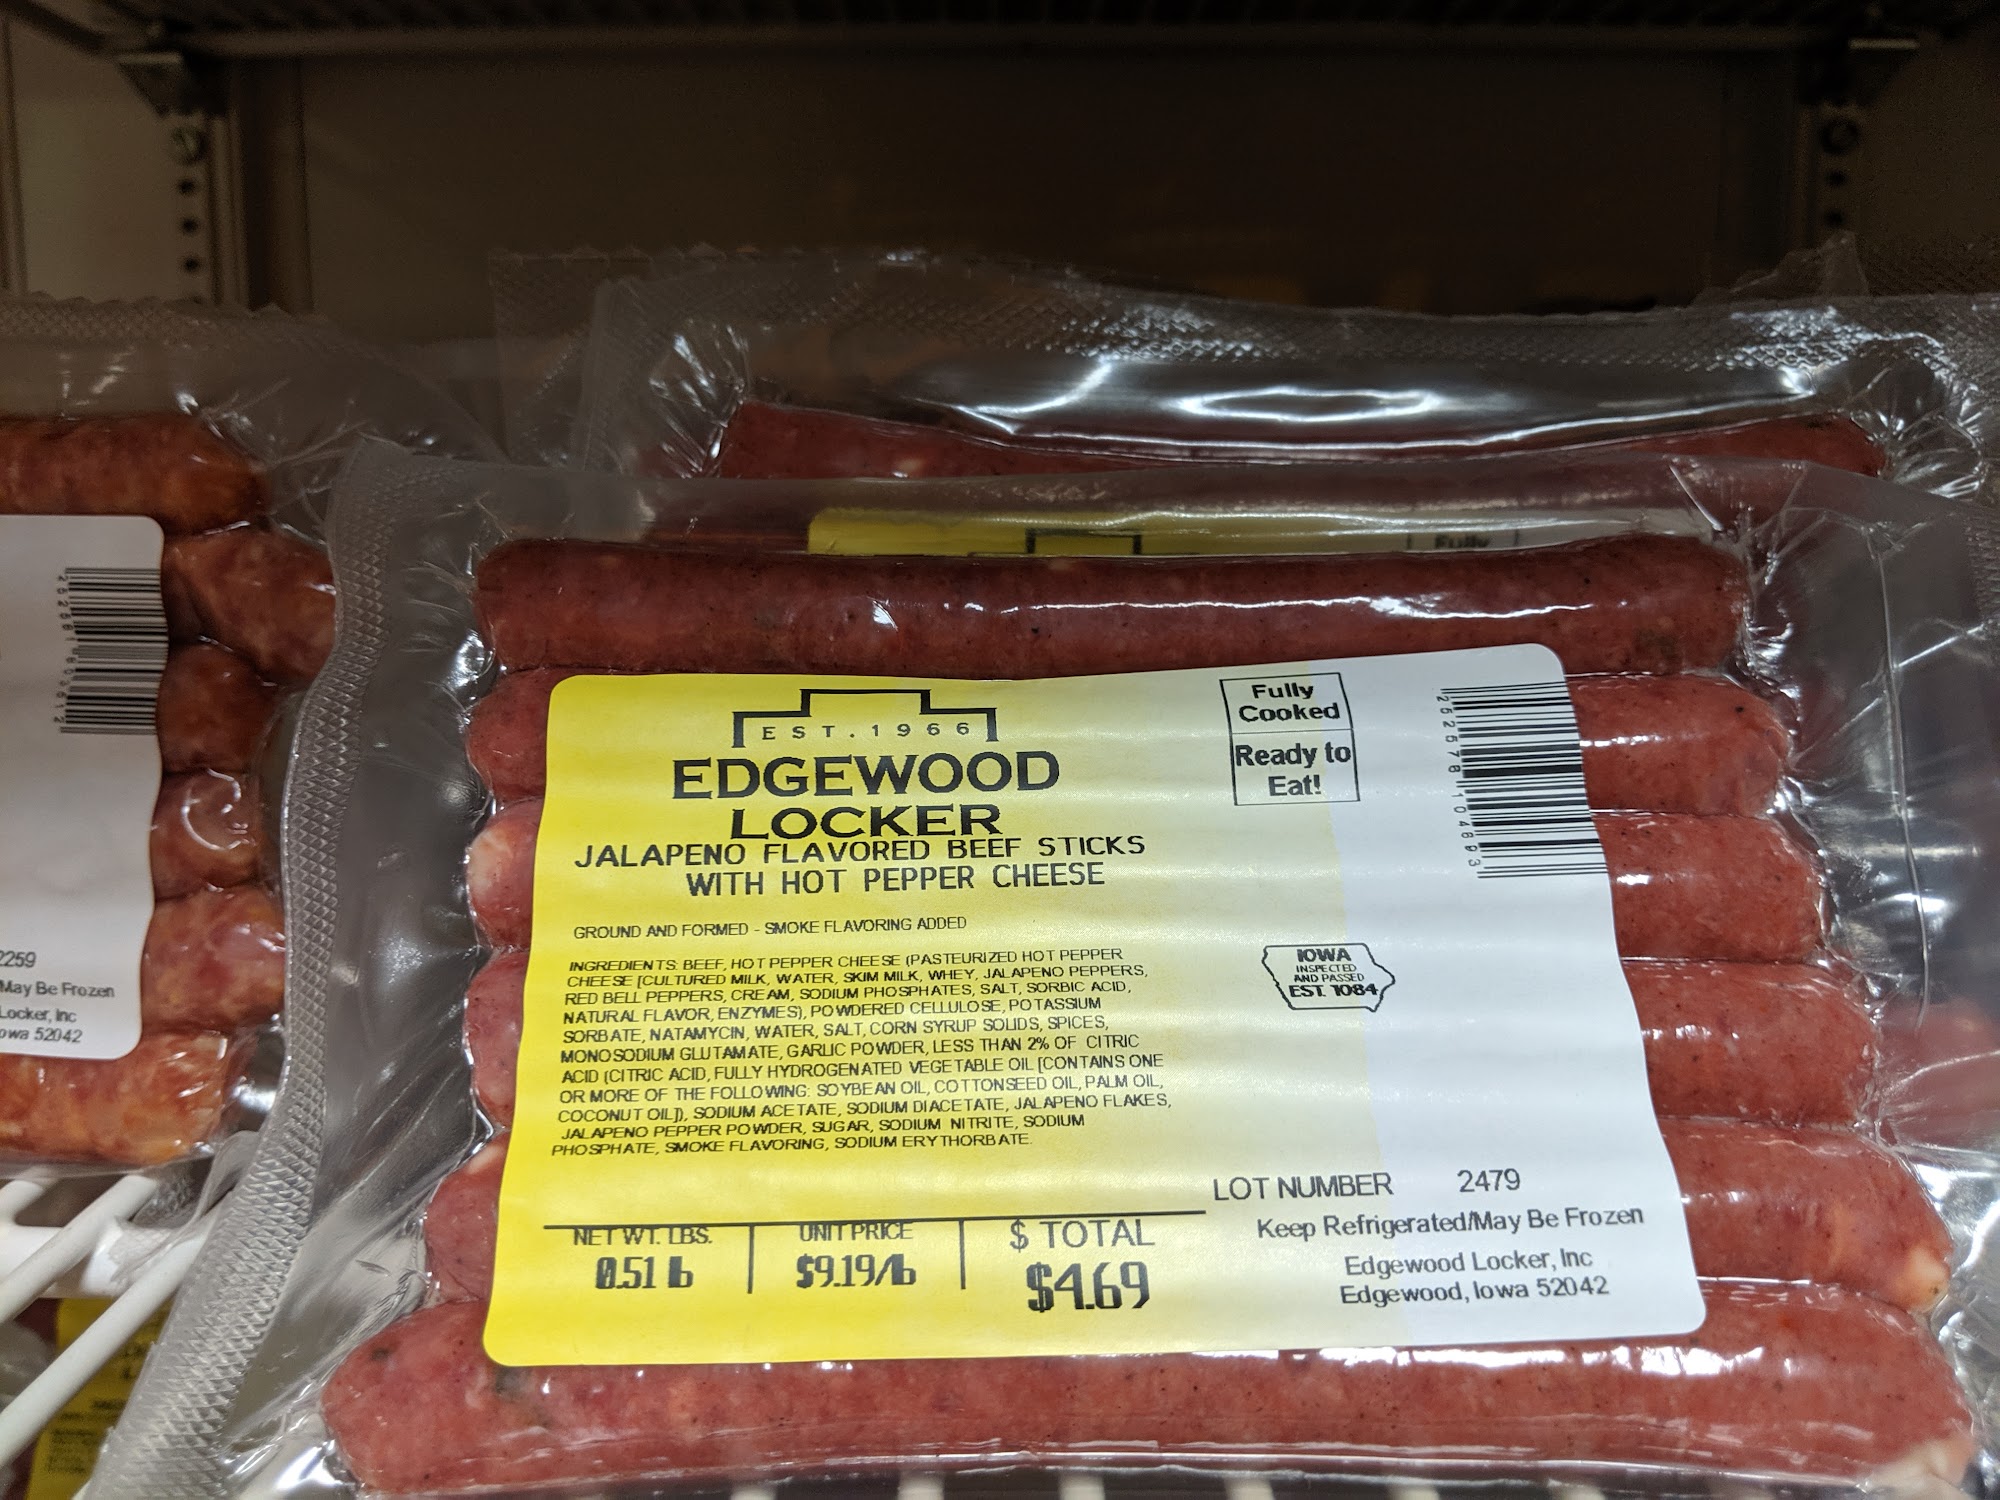 EST. 1966
EDGEWOOD
LOCKER
JALAPENO FLAVORED BEEF STICKS
WITH HOT PEPPER CHEESE
GROUND AND FORMED - SMOKE FLAVORING ADDED
INGREDIENTS: BEEF, HOT PEPPER CHEESE (PASTEURIZED HOT PEPPER
CHEESE [CULTURED MILK, WATER, SKIM MILK, WHEY, JALAPENO PEPPERS,
RED BELL PEPPERS, CREAM, SODIUM PHOSPHATES, SALT, SORBIC ACID,
NATURAL FLAVOR, ENZYMES), POWDERED CELLULOSE, POTASSIUM
SORBATE, NATAMYCIN, WATER, SALT, CORN SYRUP SOLIDS, SPICES,
MONOSODIUM GLUTAMATE, GARLIC POWDER, LESS THAN 2% OF CITRIC
ACID (CITRIC ACID, FULLY HYDROGENATED VEGETABLE OIL [CONTAINS ONE
OR MORE OF THE FOLLOWING: SOYBEAN OIL, COTTONSEED OIL, PALM OIL,
COCONUT OIL]), SODIUM ACETATE, SODIUM DIACETATE, JALAPENO FLAKES,
JALAPENO PEPPER POWDER, SUGAR, SODIUM NITRITE, SODIUM
PHOSPHATE, SMOKE FLAVORING, SODIUM ERYTHORBATE.
NET WT. LBS.
0.51 lb
UNIT PRICE
$9.19/lb
$ TOTAL
$4.69
Fully
Cooked
Ready to
Eat!
IOWA
INSPECTED
AND PASSED
EST. 1084
LOT NUMBER 2479
Keep Refrigerated/May Be Frozen
Edgewood Locker, Inc
Edgewood, Iowa 52042
2 52578 10469 3
Fully
2259
May Be Frozen
Locker, Inc
owa 52042